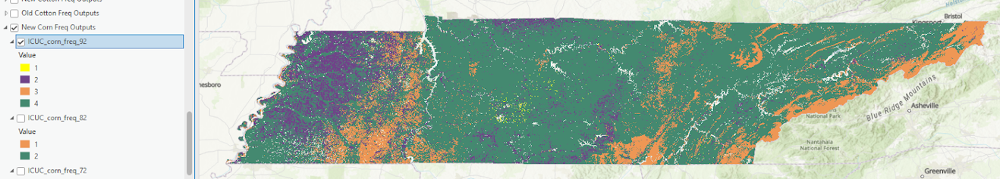 New Cotton Freq Outputs
Old Cotton Freq Outputs
New Corn Freq Outputs
ICUC_corn_freq_92
Value
1
2
3
4
ICUC_corn_freq_82
Value
1
2
ICUC_corn_freq_72
nesboro
Bristol
Kingsport
Holston
Blue Ridge Mountains
Asheville
National Park
Nantahala
National Forest
Greenville